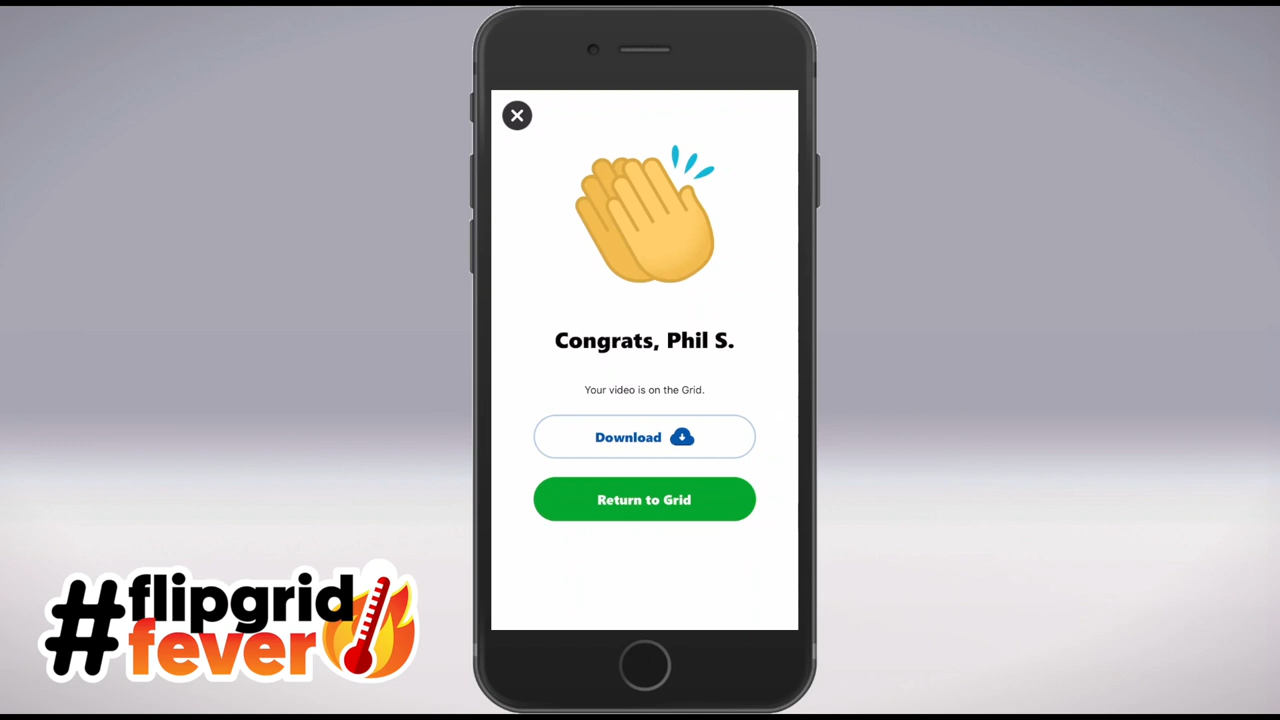 Congrats, Phil S.
Your video is on the Grid.
Download
Return to Grid
#flipgrid
fever